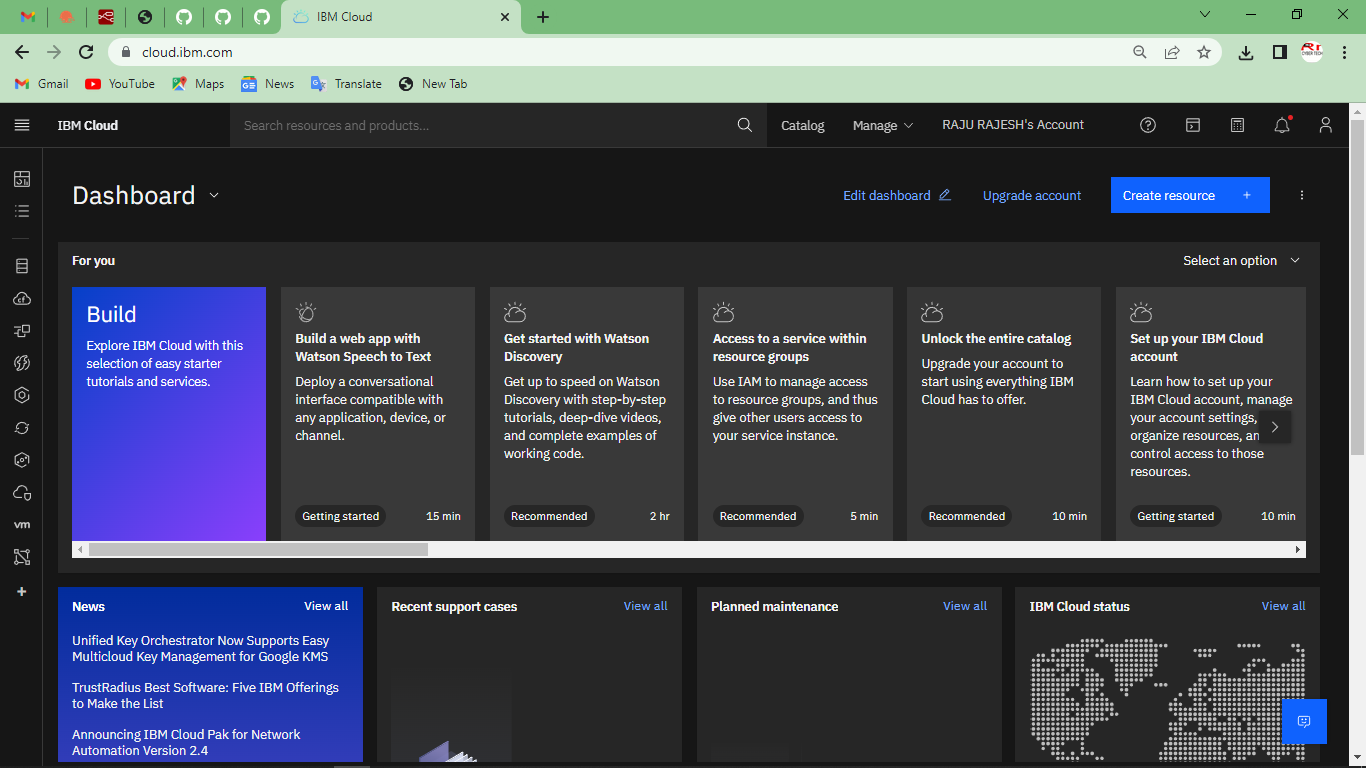 IBM Cloud
cloud.ibm.com
Gmail YouTube Maps News Translate New Tab
IBM Cloud Search resources and products... Catalog Manage RAJU RAJESH's Account
Dashboard Edit dashboard Upgrade account Create resource +
For you Select an option
Build
Explore IBM Cloud with this
selection of easy starter
tutorials and services.
Build a web app with
Watson Speech to Text
Deploy a conversational
interface compatible with
any application, device, or
channel.
Getting started 15 min
Get started with Watson
Discovery
Get up to speed on Watson
Discovery with step-by-step
tutorials, deep-dive videos,
and complete examples of
working code.
Recommended 2 hr
Access to a service within
resource groups
Use IAM to manage access
to resource groups, and thus
give other users access to
your service instance.
Recommended 5 min
Unlock the entire catalog
Upgrade your account to
start using everything IBM
Cloud has to offer.
Recommended 10 min
Set up your IBM Cloud
account
Learn how to set up your
IBM Cloud account, manage
your account settings,
organize resources, an
control access to those
resources.
Getting started 10 min
vm
News View all
Unified Key Orchestrator Now Supports Easy
Multicloud Key Management for Google KMS
TrustRadius Best Software: Five IBM Offerings
to Make the List
Announcing IBM Cloud Pak for Network
Automation Version 2.4
Recent support cases View all
Planned maintenance View all
IBM Cloud status View all